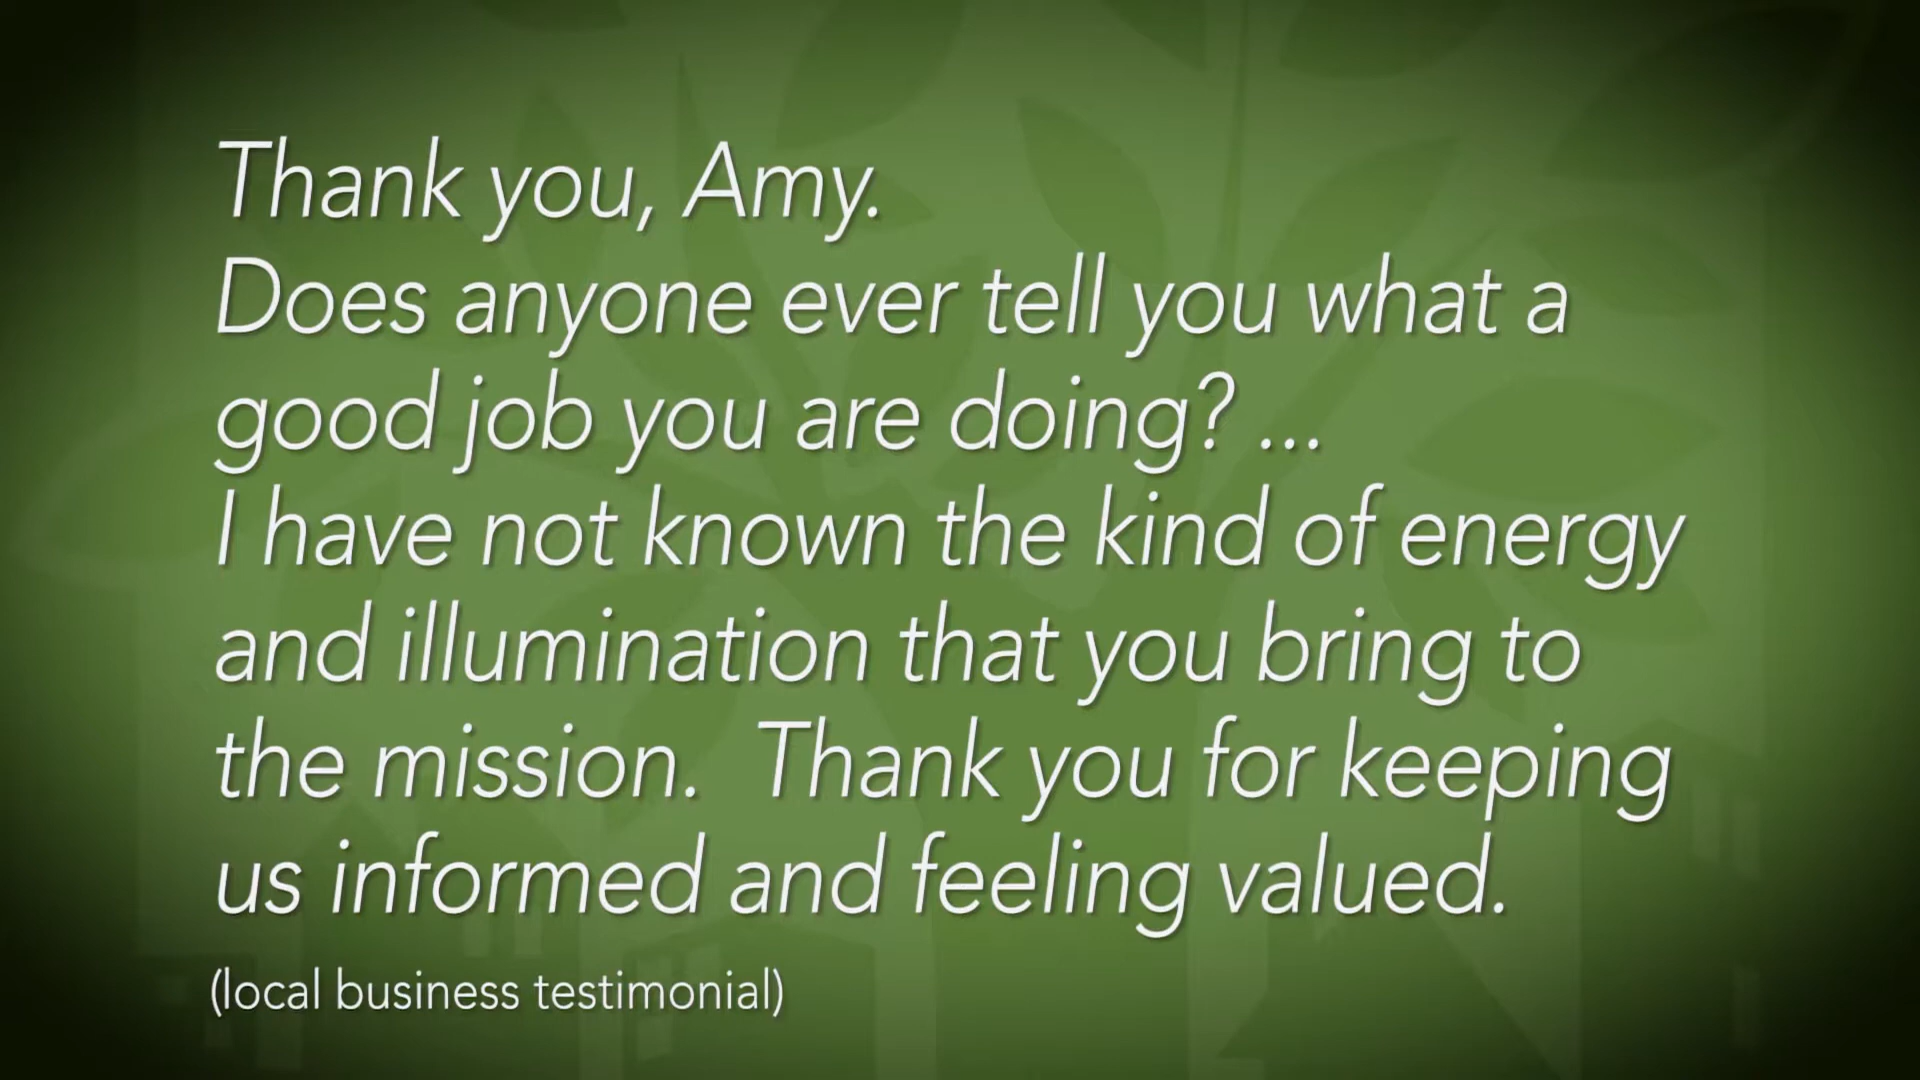 Thank you, Amy.
Does anyone ever tell you what a
good job you are doing? ...
I have not known the kind of energy
and illumination that you bring to
the mission.  Thank you for keeping
us informed and feeling valued.
(local business testimonial)